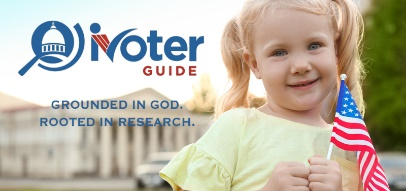 iVoter
GUIDE
GROUNDED IN GOD.
ROOTED IN RESEARCH.